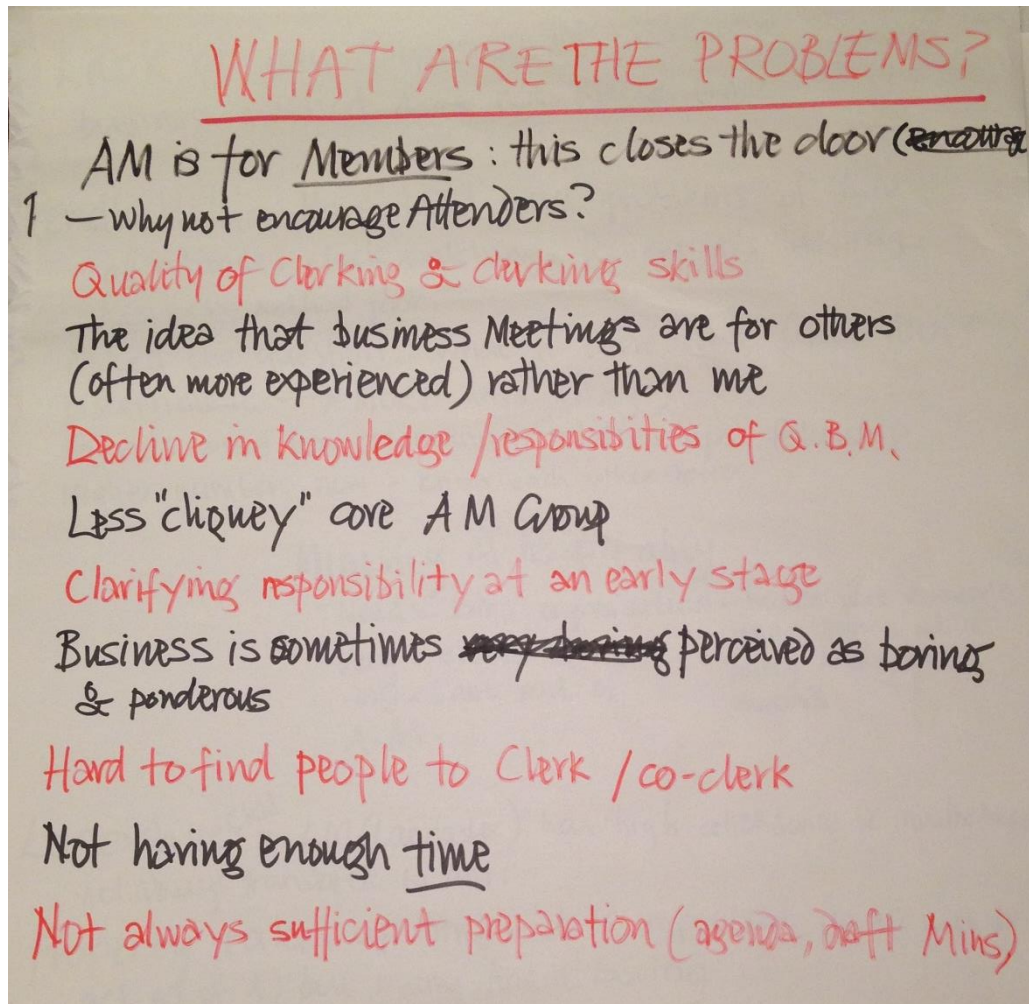 WHAT ARE THE PROBLEMS?
AM is for Members : this closes the door (encourage
1 — Why not encourage Attenders?
Quality of Clerking & clerking skills
The idea that business Meetings are for others
(often more experienced) rather than me
Decline in knowledge / responsibities of Q.B.M.
Less "cliquey" core AM Group
Clarifying responsibility at an early stage
Business is sometimes very boring perceived as boring
& ponderous
Hard to find people to Clerk / co-clerk
Not having enough time
Not always sufficient preparation (agenda, draft Mins)